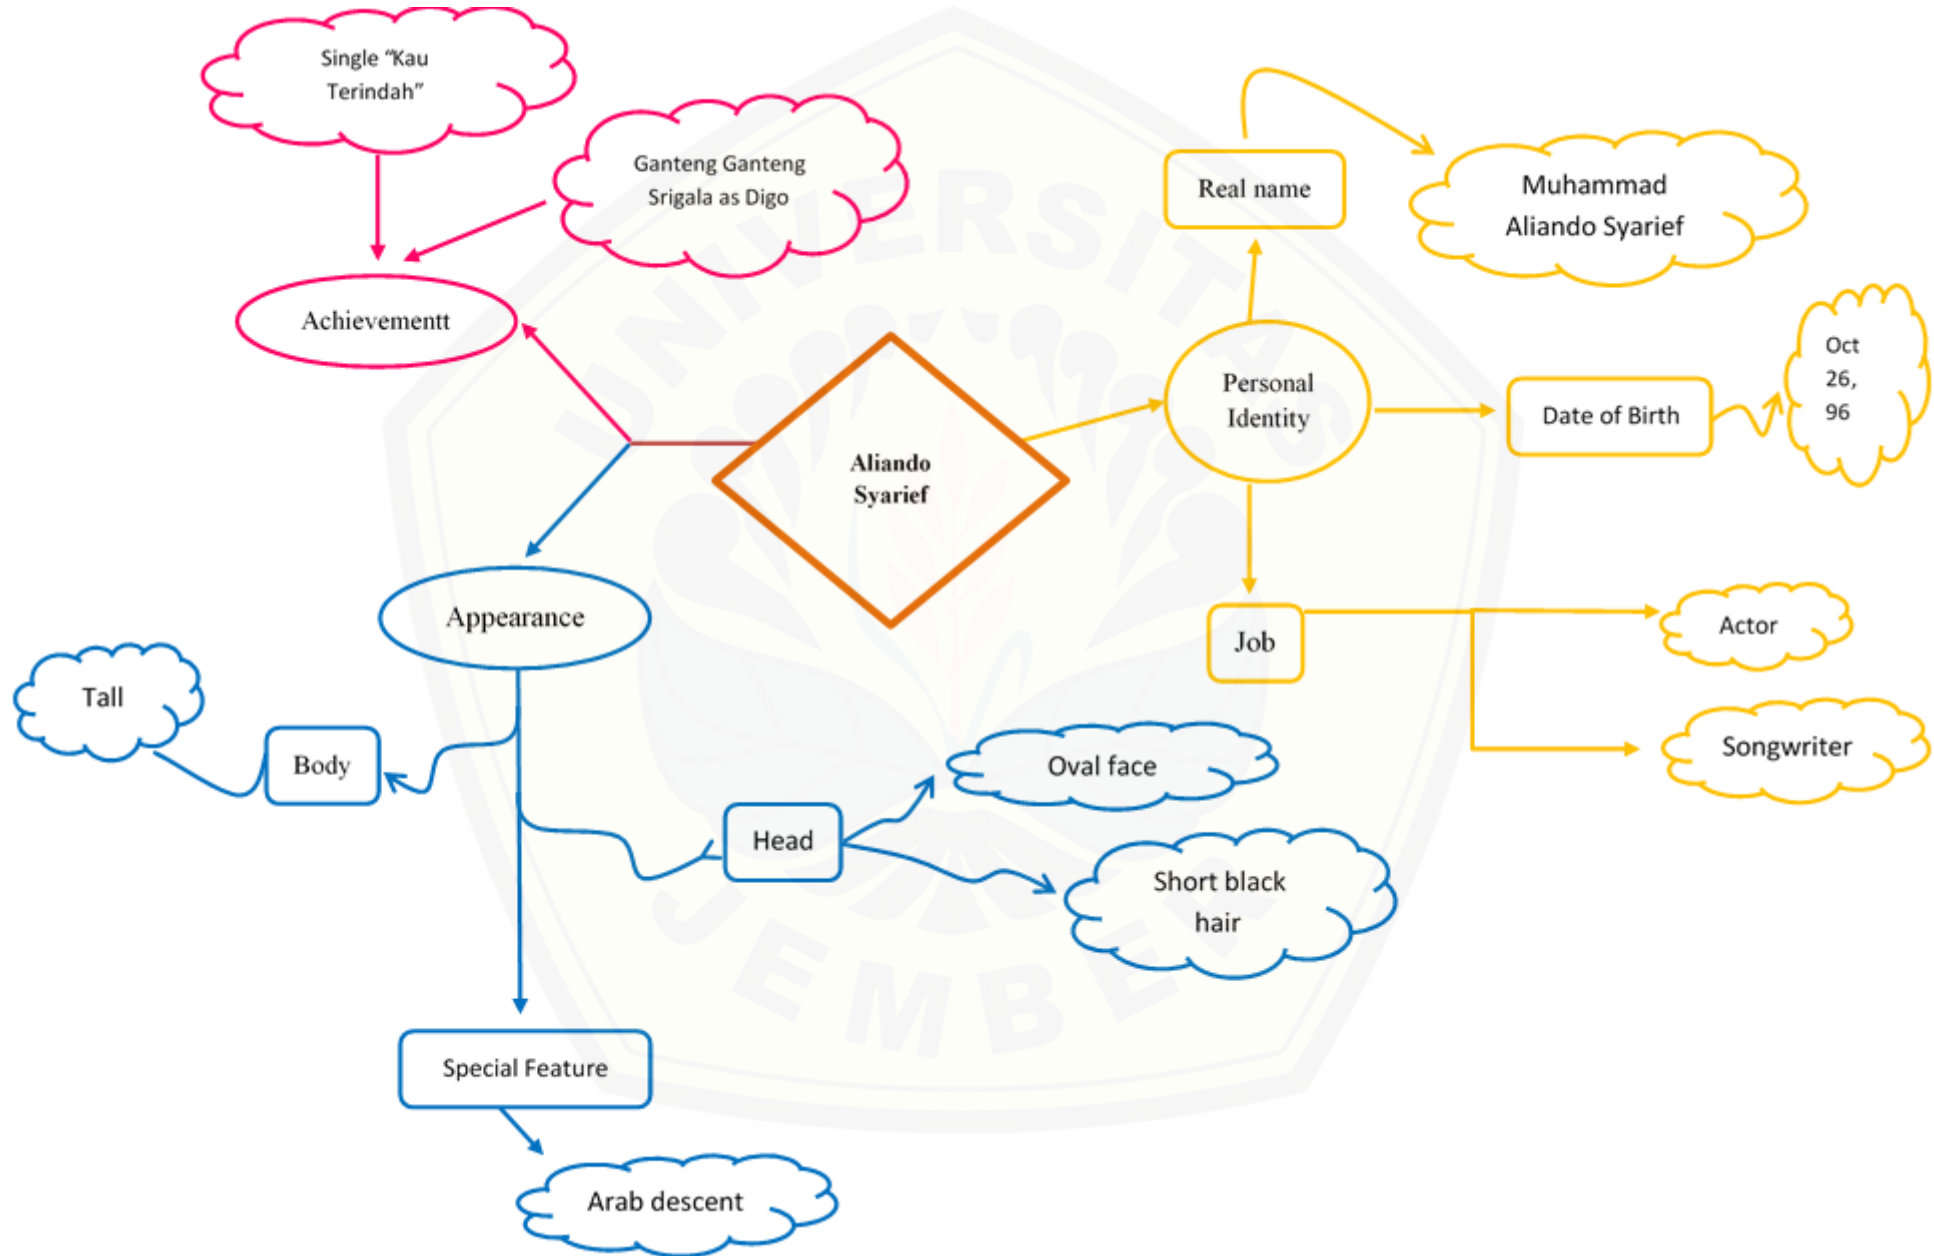 Single “Kau
Terindah”
Ganteng Ganteng
Srigala as Digo
Achievementt
Real name
Muhammad
Aliando Syarief
Personal
Identity
Date of Birth
Oct
26,
96
Aliando
Syarief
Job
Actor
Songwriter
Appearance
Tall
Body
Head
Oval face
Short black
hair
Special Feature
Arab descent
UNIVERSITAS
JEMBER